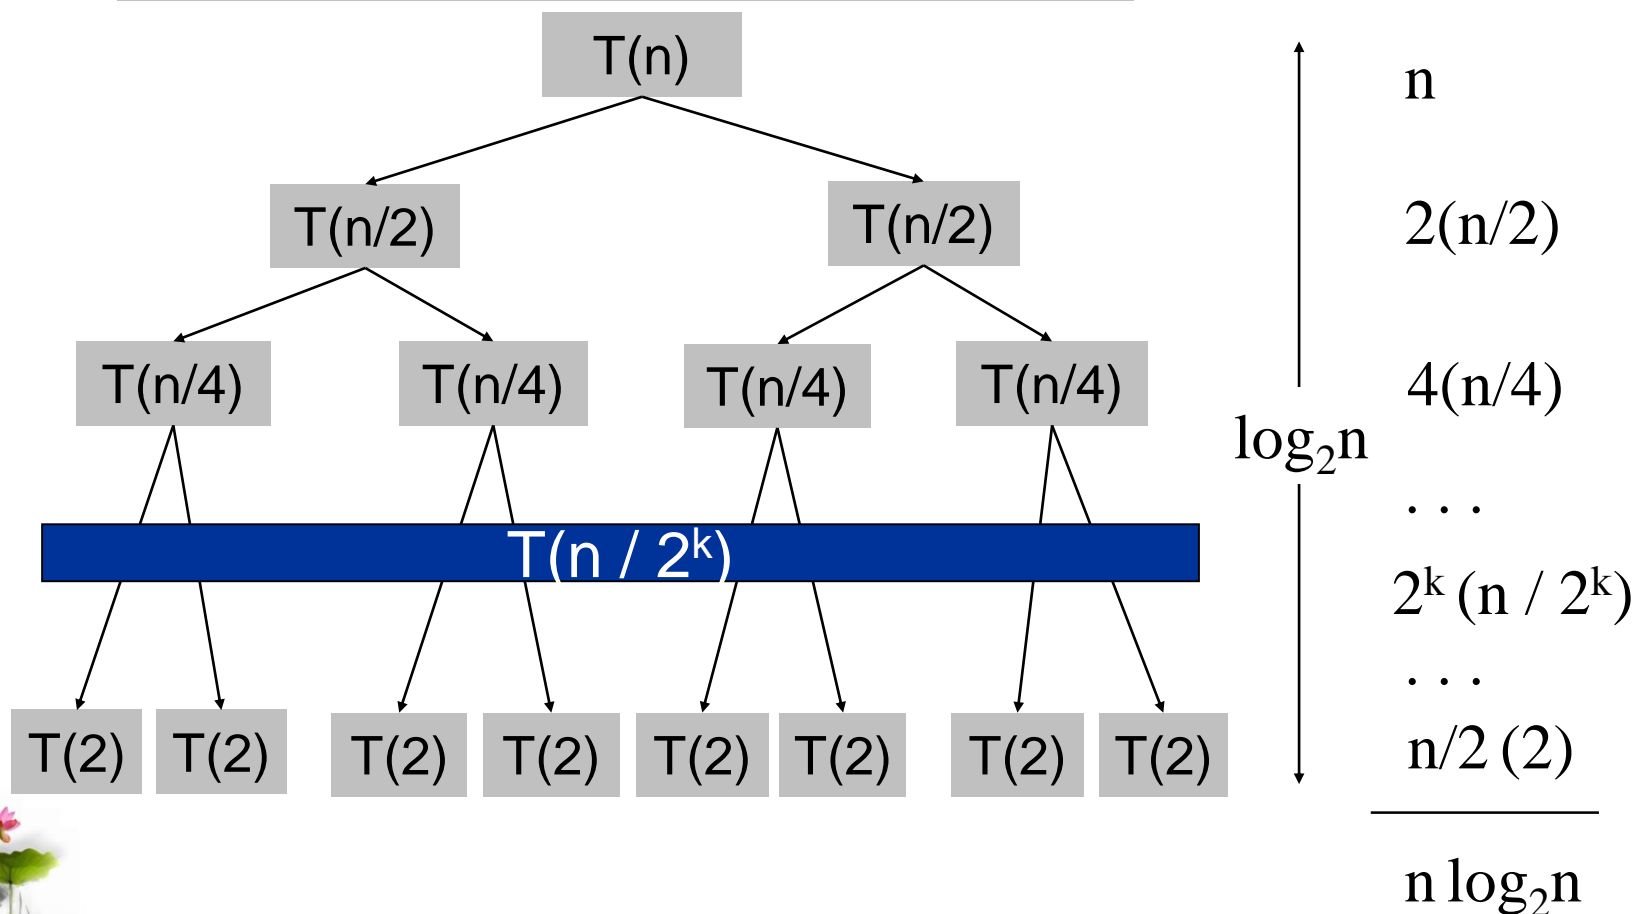 T(n)
n
T(n/2) T(n/2)
2(n/2)
T(n/4) T(n/4) T(n/4) T(n/4)
4(n/4)
log₂n
. . .
T(n / 2ᵏ)
2ᵏ (n / 2ᵏ)
. . .
T(2) T(2) T(2) T(2) T(2) T(2) T(2) T(2)
n/2 (2)
n log₂n